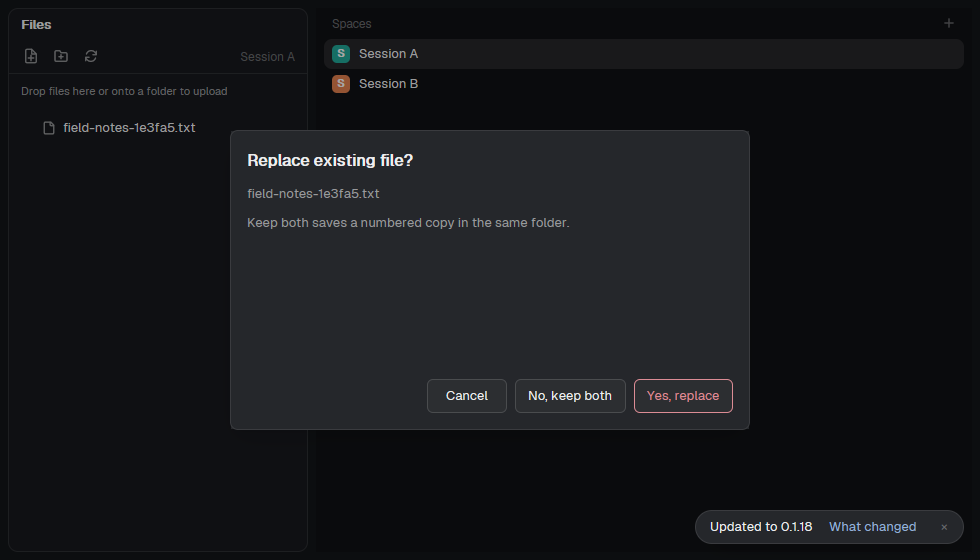 Files
Session A
Drop files here or onto a folder to upload
field-notes-1e3fa5.txt
Spaces
S Session A
S Session B
Replace existing file?
field-notes-1e3fa5.txt
Keep both saves a numbered copy in the same folder.
Cancel
No, keep both
Yes, replace
Updated to 0.1.18 What changed ×